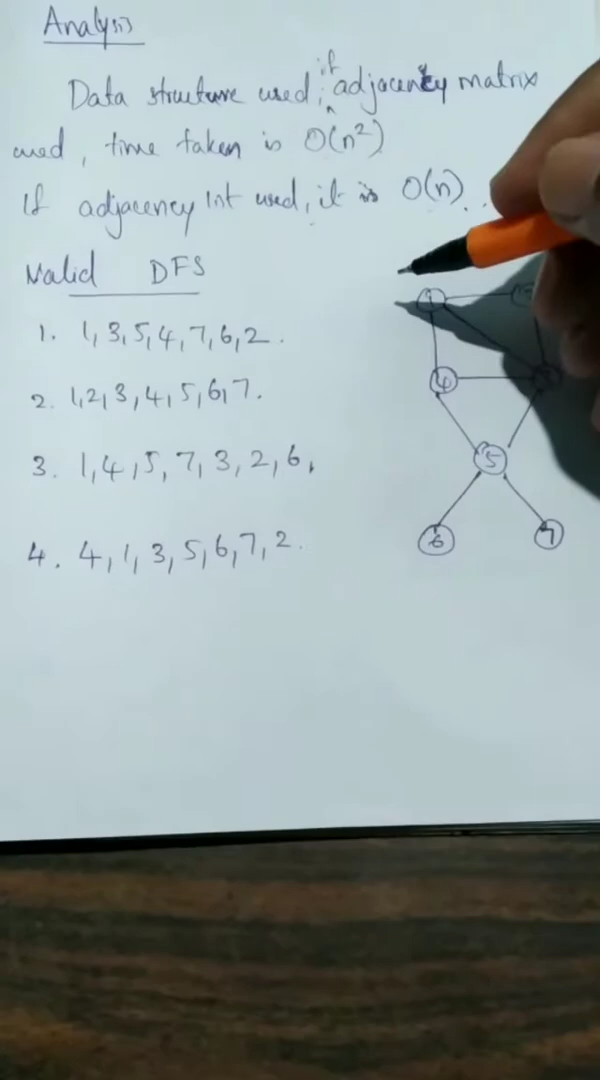 Analysis
Data structure used; if adjacency matrix
used, time taken is O(n²)
If adjacency list used, it is O(n)..
Valid DFS
1. 1, 3, 5, 4, 7, 6, 2.
2. 1, 2, 3, 4, 5, 6, 7.
3. 1, 4, 5, 7, 3, 2, 6,
4. 4, 1, 3, 5, 6, 7, 2.
1
4
5
6 7